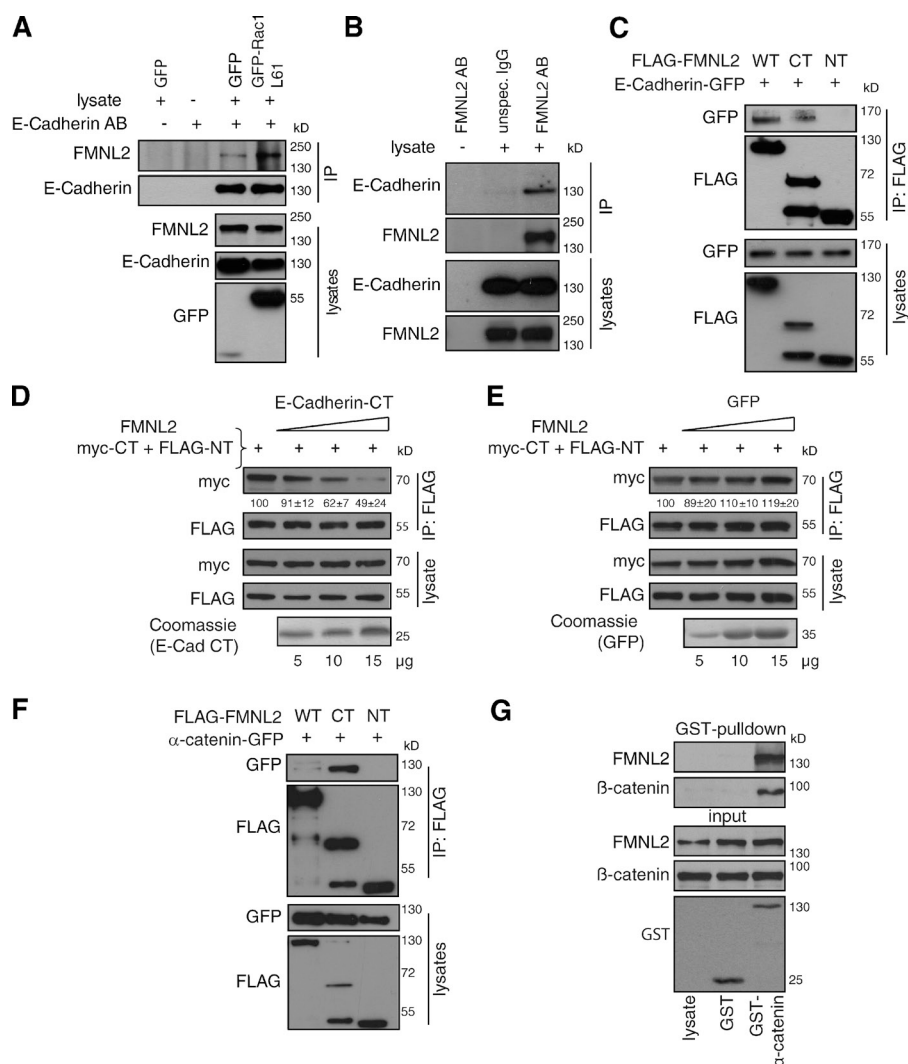 A
GFP
GFP
GFP-Rac1
L61
lysate + - + +
E-Cadherin AB - + + + kD
FMNL2 250
130
E-Cadherin 130
IP
FMNL2 250
130
E-Cadherin 130
GFP 55
lysates
B
FMNL2 AB
unspec. IgG
FMNL2 AB
lysate - + + kD
E-Cadherin 130
FMNL2 250
130
IP
E-Cadherin 130
FMNL2 250
130
lysates
C
FLAG-FMNL2 WT CT NT
E-Cadherin-GFP + + + kD
GFP 170
130
FLAG 72
55
IP: FLAG
GFP 170
130
FLAG 72
55
lysates
D
E-Cadherin-CT
FMNL2
myc-CT + FLAG-NT + + + + kD
myc 70
100 91±12 62±7 49±24
FLAG 55
IP: FLAG
myc 70
FLAG 55
lysate
Coomassie
(E-Cad CT) 25
5 10 15 µg
E
GFP
FMNL2
myc-CT + FLAG-NT + + + + kD
myc 70
100 89±20 110±10 119±20
FLAG 55
IP: FLAG
myc 70
FLAG 55
lysate
Coomassie
(GFP) 35
5 10 15 µg
F
FLAG-FMNL2 WT CT NT
α-catenin-GFP + + + kD
GFP 130
130
FLAG 72
55
IP: FLAG
GFP 130
130
FLAG 72
55
lysates
G
GST-pulldown kD
FMNL2 130
ß-catenin 100
input
FMNL2 130
ß-catenin 100
GST 130
25
lysate
GST
GST-
α-catenin